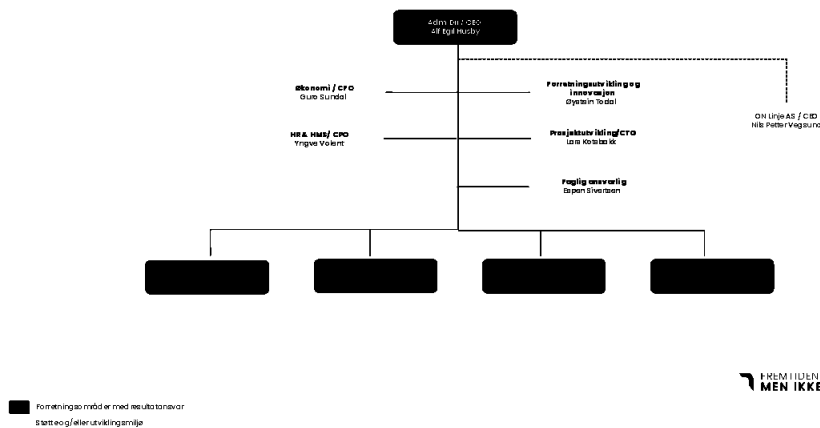 Adm. Dir / CEO
Alf Egil Husby
Økonomi / CFO
Guro Sundal
Forretningsutvikling og
innovasjon
Øystein Todal
ON Linje AS / CEO
Nils Petter Vegsund
HR & HMS/ CPO
Yngve Volent
Prosjektutvikling/CTO
Lars Kotsbakk
Faglig ansvarlig
Espen Sivertsen
FREMTIDEN
MEN IKKE
Forretningsområder med resultatansvar
Støtte og/eller utviklingsmiljø